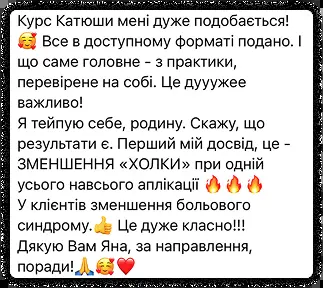 Курс Катюши мені дуже подобається!
🥰 Все в доступному форматі подано. І
що саме головне - з практики,
перевірене на собі. Це дууужее
важливо!
Я тейпую себе, родину. Скажу, що
результати є. Перший мій досвід, це -
ЗМЕНШЕННЯ «ХОЛКИ» при одній
усього навсього аплікації 🔥🔥🔥
У клієнтів зменшення больового
синдрому.👍 Це дуже класно!!!
Дякую Вам Яна, за направлення,
поради!🙏🥰❤️